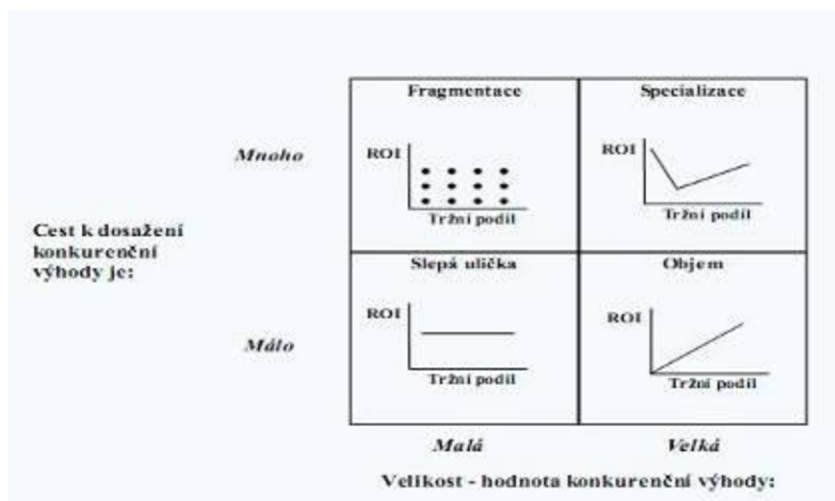 Fragmentace
Specializace
Mnoho
ROI
Tržní podíl
ROI
Tržní podíl
Cest k dosažení
konkurenční
výhody je:
Slepá ulička
Objem
Málo
ROI
Tržní podíl
ROI
Tržní podíl
Malá
Velká
Velikost - hodnota konkurenční výhody: